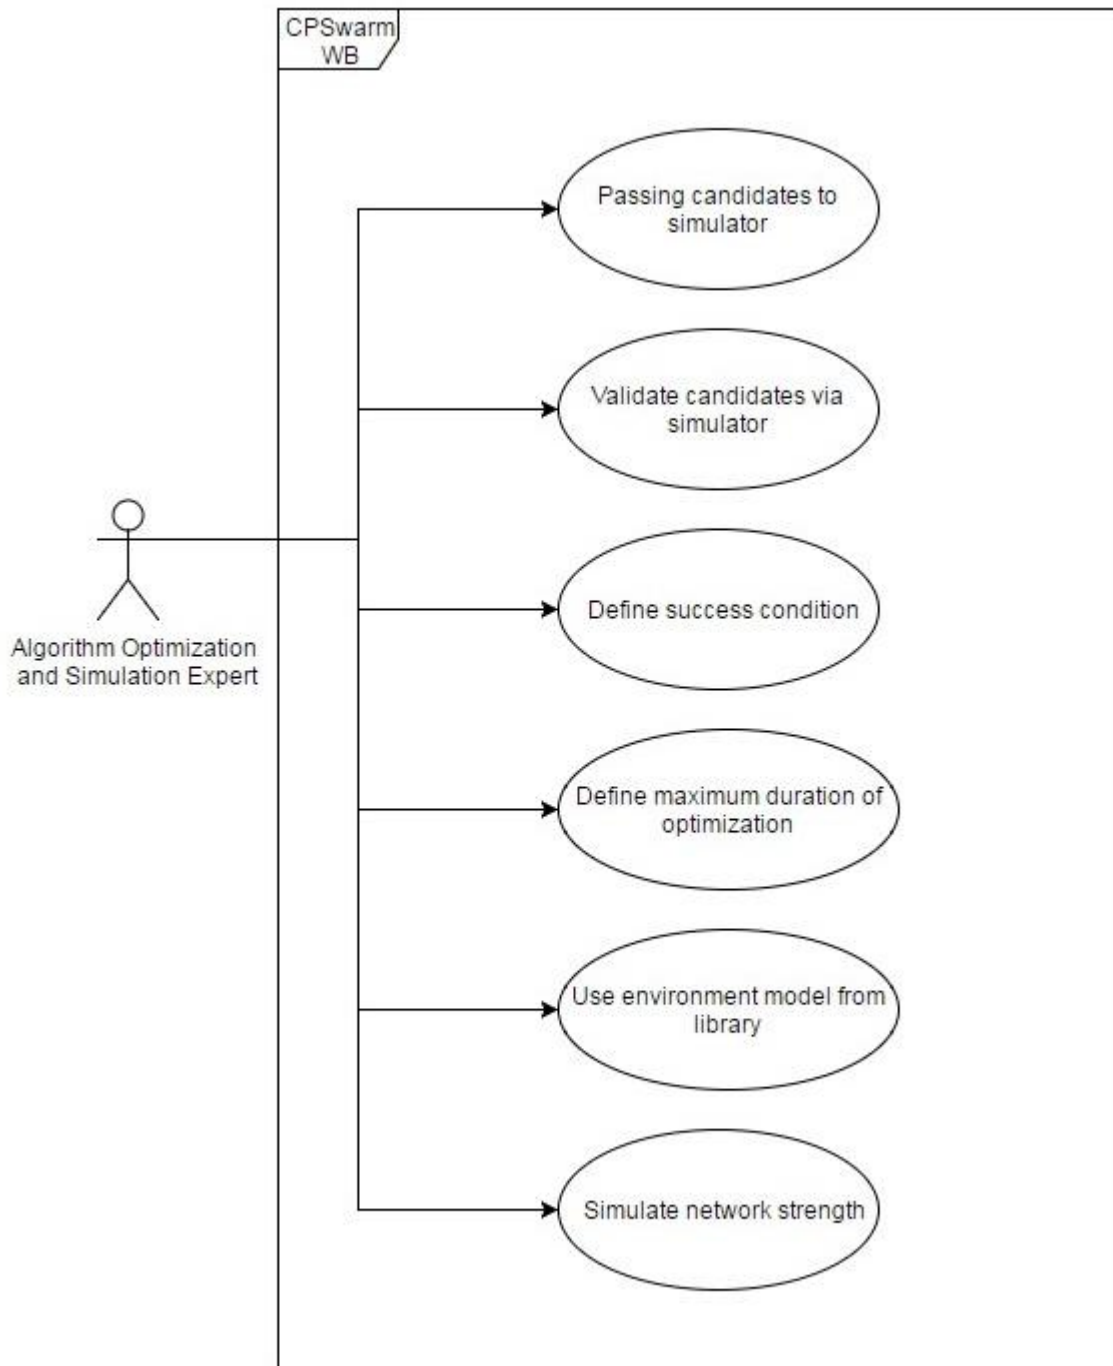 CPSwarm
WB
Passing candidates to
simulator
Validate candidates via
simulator
Define success condition
Algorithm Optimization
and Simulation Expert
Define maximum duration of
optimization
Use environment model from
library
Simulate network strength